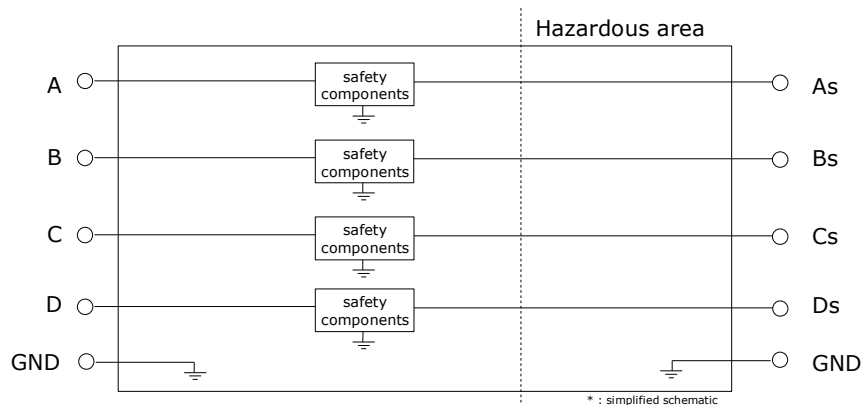 Hazardous area
A
safety
components
As
B
safety
components
Bs
C
safety
components
Cs
D
safety
components
Ds
GND
GND
* : simplified schematic